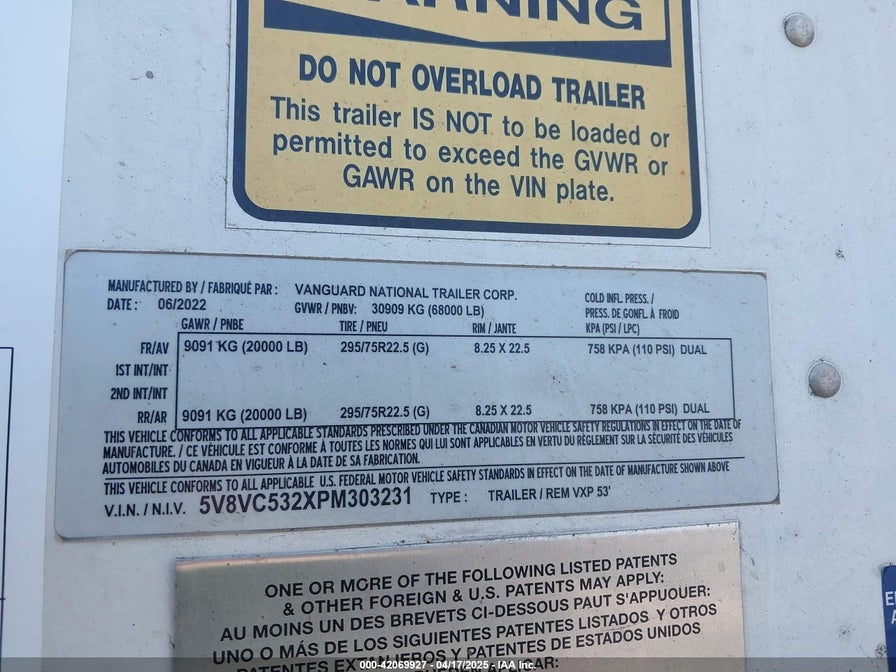 WARNING
DO NOT OVERLOAD TRAILER
This trailer IS NOT to be loaded or
permitted to exceed the GVWR or
GAWR on the VIN plate.
MANUFACTURED BY / FABRIQUÉ PAR : VANGUARD NATIONAL TRAILER CORP.
DATE : 06/2022 GVWR / PNBV: 30909 KG (68000 LB)
COLD INFL. PRESS. /
PRESS. DE GONFL. À FROID
GAWR / PNBE TIRE / PNEU RIM / JANTE KPA (PSI / LPC)
FR/AV 9091 KG (20000 LB) 295/75R22.5 (G) 8.25 X 22.5 758 KPA (110 PSI) DUAL
1ST INT/INT
2ND INT/INT
RR/AR 9091 KG (20000 LB) 295/75R22.5 (G) 8.25 X 22.5 758 KPA (110 PSI) DUAL
THIS VEHICLE CONFORMS TO ALL APPLICABLE STANDARDS PRESCRIBED UNDER THE CANADIAN MOTOR VEHICLE SAFETY REGULATIONS IN EFFECT ON THE DATE OF
MANUFACTURE. / CE VÉHICULE EST CONFORME À TOUTES LES NORMES QUI LUI SONT APPLICABLES EN VERTU DU RÈGLEMENT SUR LA SÉCURITÉ DES VÉHICULES
AUTOMOBILES DU CANADA EN VIGUEUR À LA DATE DE SA FABRICATION.
THIS VEHICLE CONFORMS TO ALL APPLICABLE U.S. FEDERAL MOTOR VEHICLE SAFETY STANDARDS IN EFFECT ON THE DATE OF MANUFACTURE SHOWN ABOVE
V.I.N. / N.I.V. 5V8VC532XPM303231 TYPE : TRAILER / REM VXP 53'
ONE OR MORE OF THE FOLLOWING LISTED PATENTS
& OTHER FOREIGN & U.S. PATENTS MAY APPLY:
AU MOINS UN DES BREVETS CI-DESSOUS PAUT S'APPUOUER:
UNO O MÁS DE LOS SIGUIENTES PATENTES LISTADOS Y OTROS
PATENTES EXTRANJEROS Y PATENTES DE ESTADOS UNIDOS
000-42069927 - 04/17/2025 - IAA Inc.